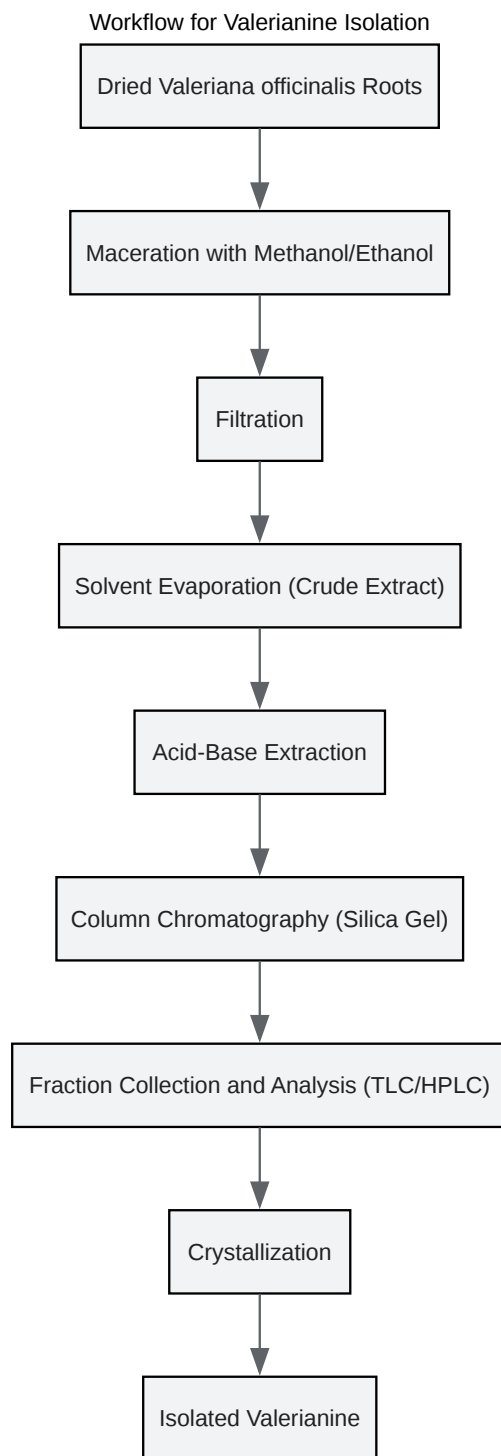 Workflow for Valerianine Isolation
Dried Valeriana officinalis Roots
Maceration with Methanol/Ethanol
Filtration
Solvent Evaporation (Crude Extract)
Acid-Base Extraction
Column Chromatography (Silica Gel)
Fraction Collection and Analysis (TLC/HPLC)
Crystallization
Isolated Valerianine